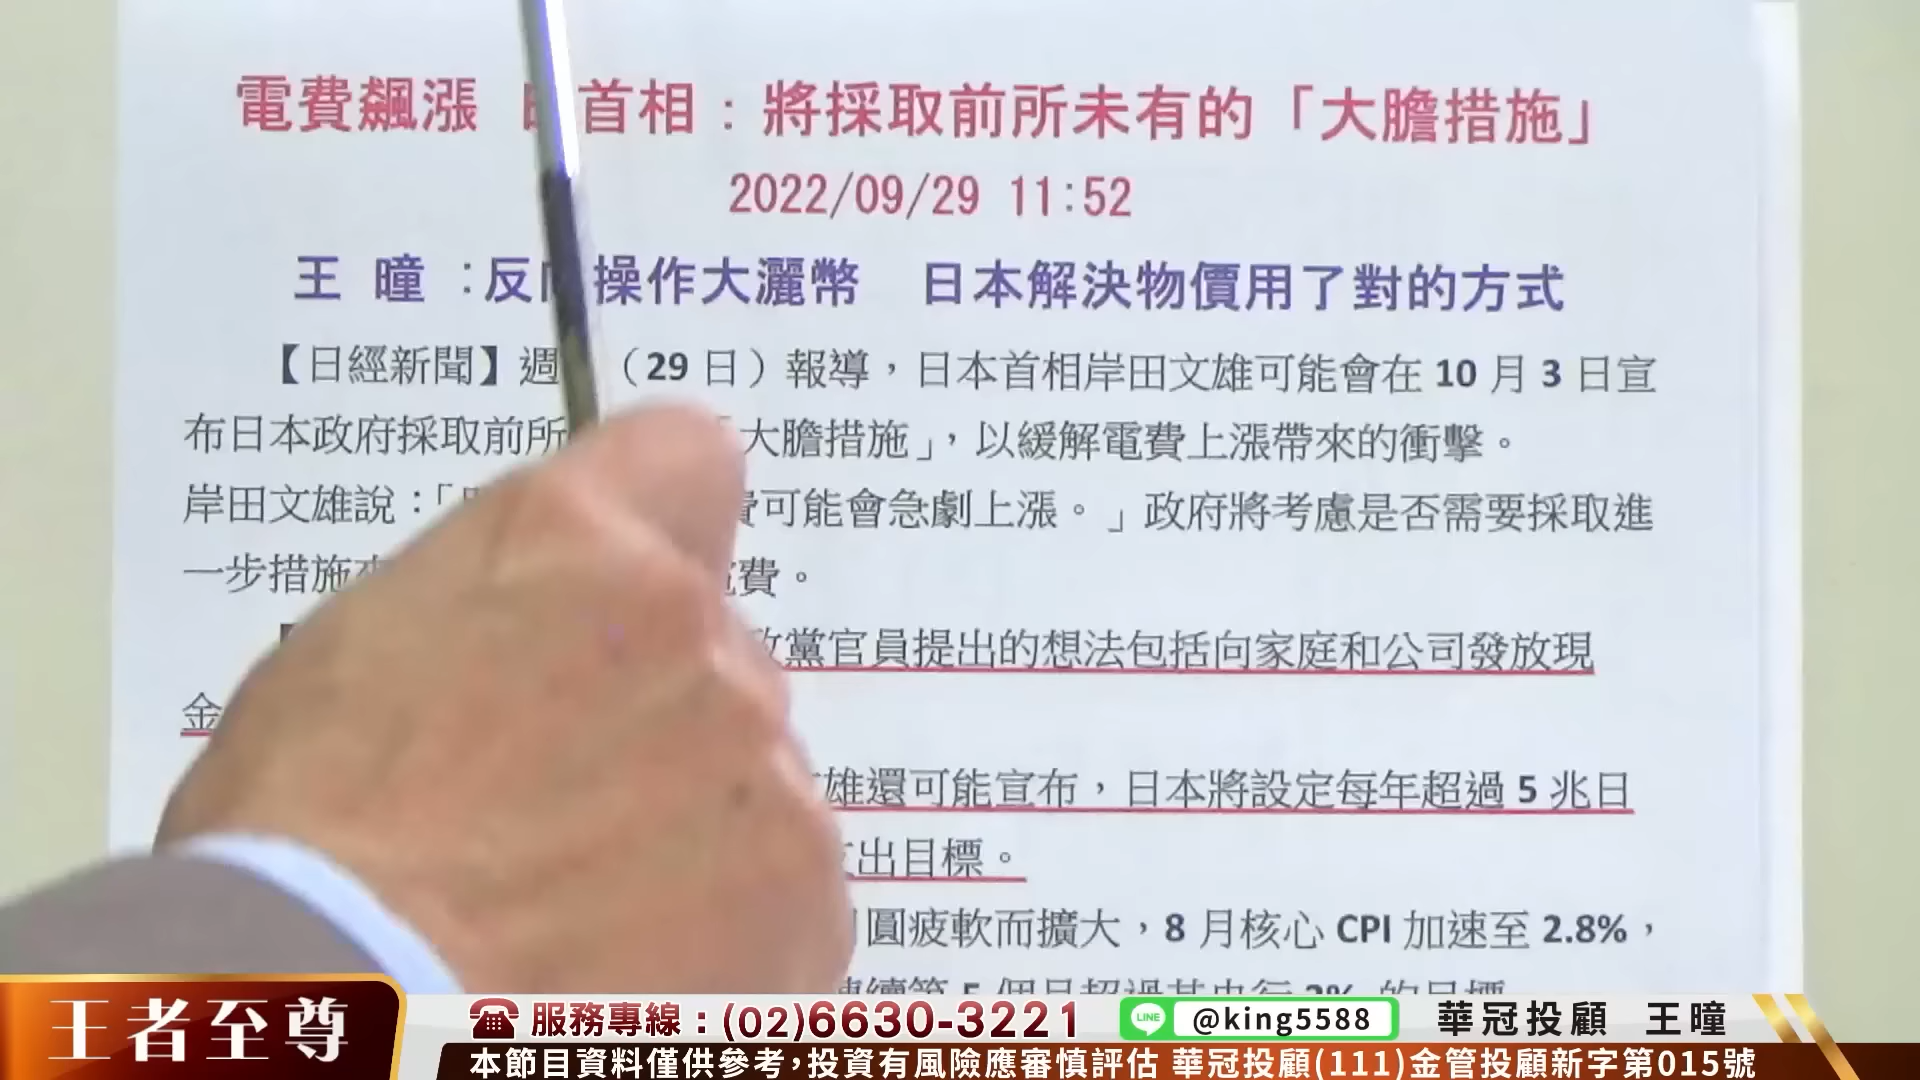 電費飆漲 首相：將採取前所未有的「大膽措施」
2022/09/29 11:52
王 曈：反 操作大灑幣 日本解決物價用了對的方式
【日經新聞】週 （29 日）報導，日本首相岸田文雄可能會在 10 月 3 日宣
布日本政府採取前所 大膽措施」，以緩解電費上漲帶來的衝擊。
岸田文雄說：「 費可能會急劇上漲。」政府將考慮是否需要採取進
一步措施 費。
黨官員提出的想法包括向家庭和公司發放現
金
雄還可能宣布，日本將設定每年超過 5 兆日
出目標。
圓疲軟而擴大，8 月核心 CPI 加速至 2.8%，
王者至尊
服務專線：(02)6630-3221
LINE @king5588
華冠投顧 王曈
本節目資料僅供參考，投資有風險應審慎評估 華冠投顧(111)金管投顧新字第015號